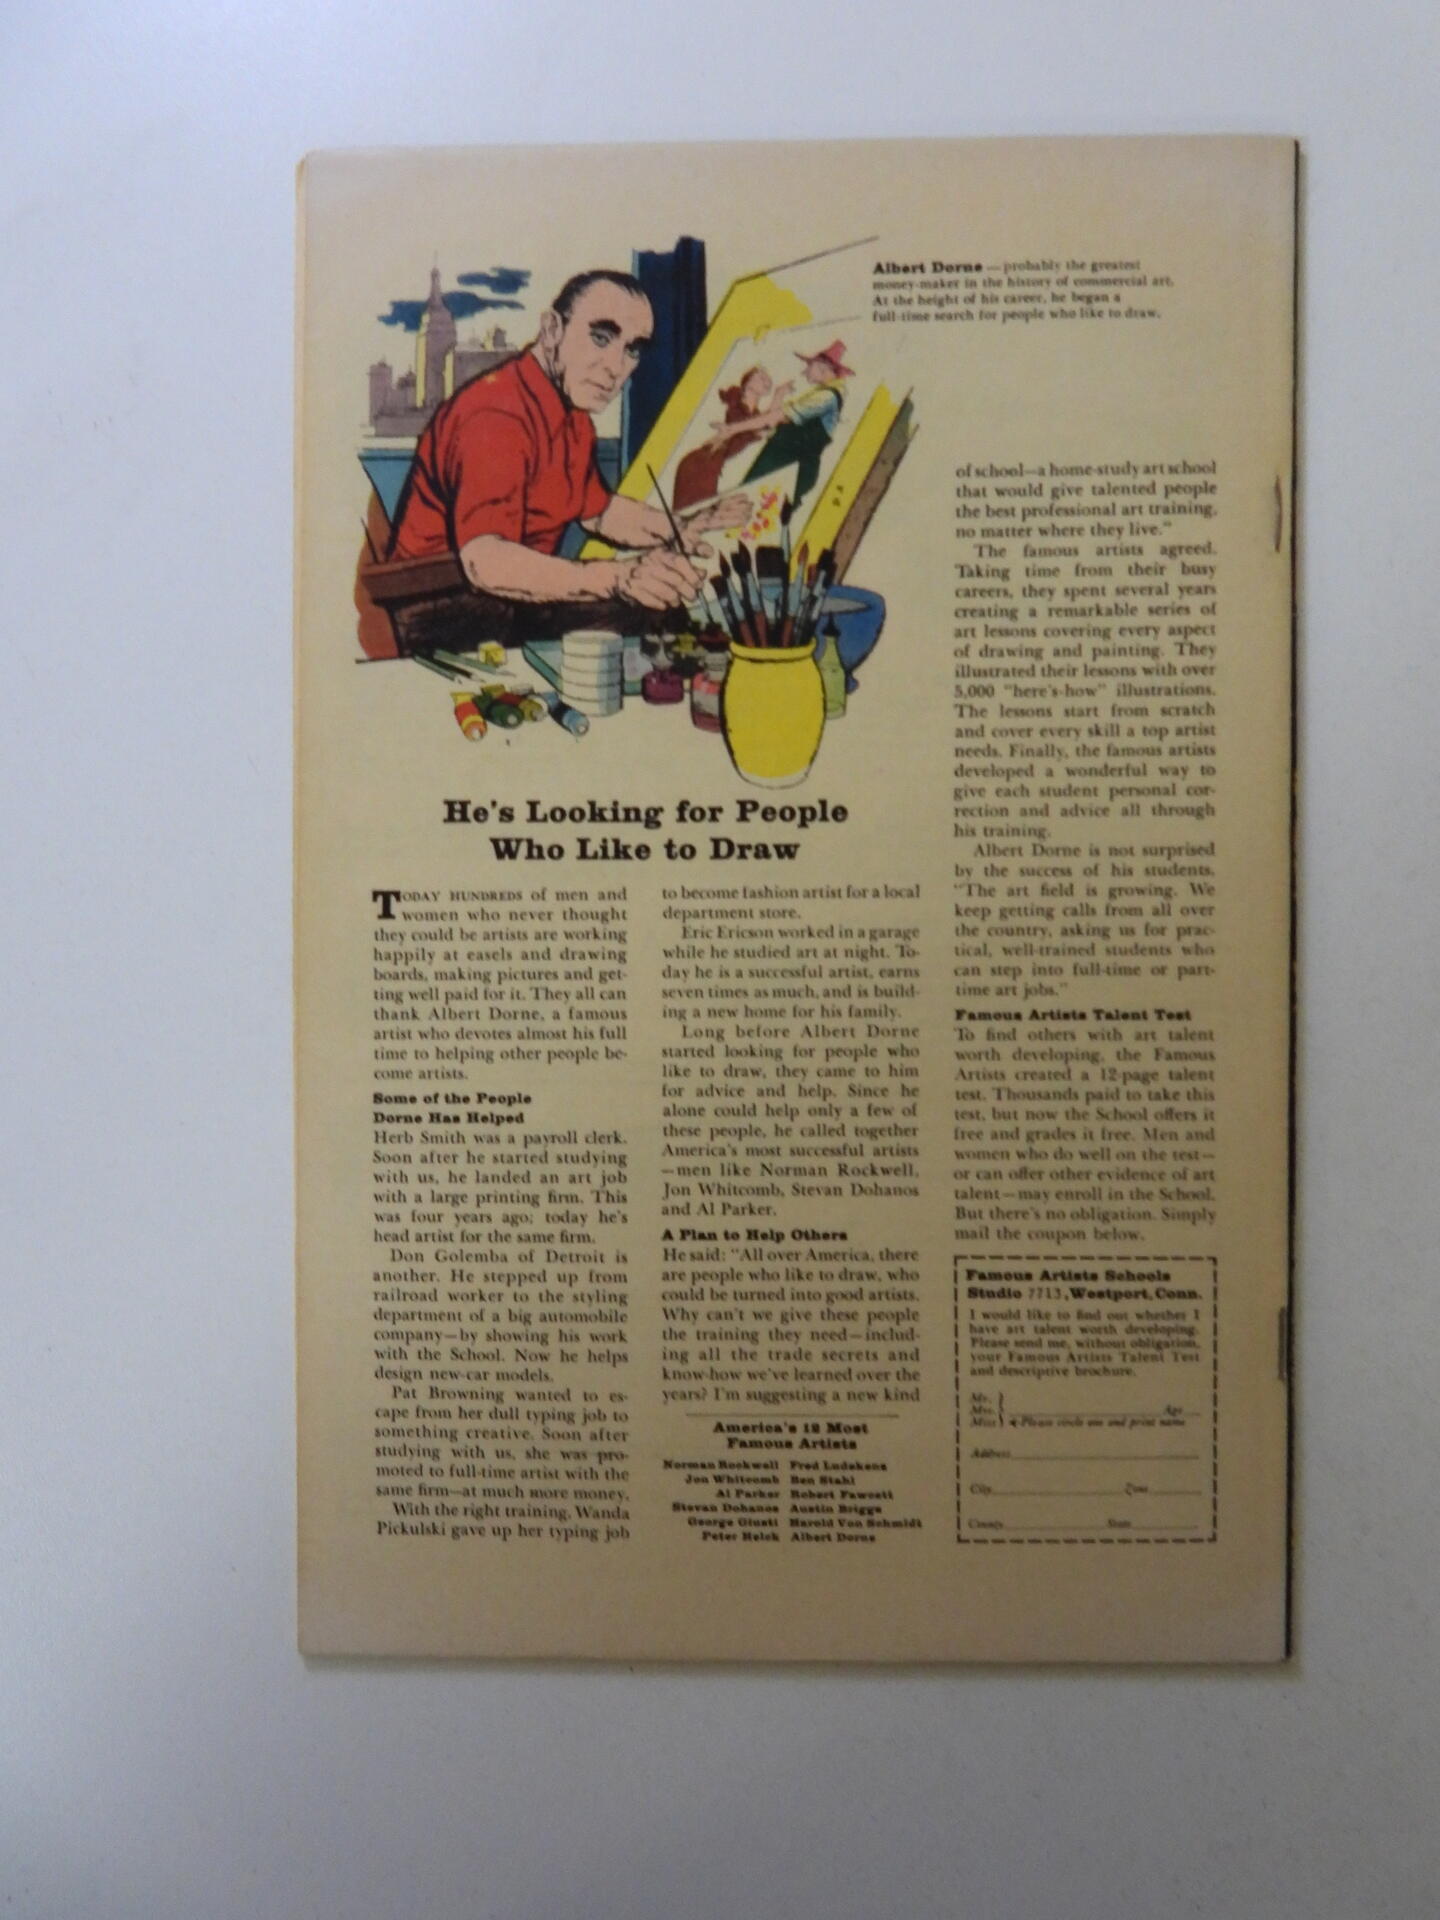 Albert Dorne — probably the greatest
money-maker in the history of commercial art.
At the height of his career, he began a
full-time search for people who like to draw.
He's Looking for People
Who Like to Draw
TODAY HUNDREDS of men and
women who never thought
they could be artists are working
happily at easels and drawing
boards, making pictures and get-
ting well paid for it. They all can
thank Albert Dorne, a famous
artist who devotes almost his full
time to helping other people be-
come artists.
Some of the People
Dorne Has Helped
Herb Smith was a payroll clerk.
Soon after he started studying
with us, he landed an art job
with a large printing firm. This
was four years ago; today he's
head artist for the same firm.
Don Golemba of Detroit is
another. He stepped up from
railroad worker to the styling
department of a big automobile
company—by showing his work
with the School. Now he helps
design new-car models.
Pat Browning wanted to es-
cape from her dull typing job to
something creative. Soon after
studying with us, she was pro-
moted to full-time artist with the
same firm—at much more money.
With the right training, Wanda
Pickulski gave up her typing job
to become fashion artist for a local
department store.
Eric Ericson worked in a garage
while he studied art at night. To-
day he is a successful artist, earns
seven times as much, and is build-
ing a new home for his family.
Long before Albert Dorne
started looking for people who
like to draw, they came to him
for advice and help. Since he
alone could help only a few of
these people, he called together
America's most successful artists
—men like Norman Rockwell,
Jon Whitcomb, Stevan Dohanos
and Al Parker.
A Plan to Help Others
He said: "All over America, there
are people who like to draw, who
could be turned into good artists.
Why can't we give these people
the training they need—includ-
ing all the trade secrets and
know-how we've learned over the
years? I'm suggesting a new kind
America's 12 Most
Famous Artists
Norman Rockwell Fred Ludekens
Jon Whitcomb Ben Stahl
Al Parker Robert Fawcett
Stevan Dohanos Austin Briggs
George Giusti Harold Von Schmidt
Peter Helck Albert Dorne
of school—a home-study art school
that would give talented people
the best professional art training,
no matter where they live."
The famous artists agreed.
Taking time from their busy
careers, they spent several years
creating a remarkable series of
art lessons covering every aspect
of drawing and painting. They
illustrated their lessons with over
5,000 "here's-how" illustrations.
The lessons start from scratch
and cover every skill a top artist
needs. Finally, the famous artists
developed a wonderful way to
give each student personal cor-
rection and advice all through
his training.
Albert Dorne is not surprised
by the success of his students.
"The art field is growing. We
keep getting calls from all over
the country, asking us for prac-
tical, well-trained students who
can step into full-time or part-
time art jobs."
Famous Artists Talent Test
To find others with art talent
worth developing, the Famous
Artists created a 12-page talent
test. Thousands paid to take this
test, but now the School offers it
free and grades it free. Men and
women who do well on the test—
or can offer other evidence of art
talent—may enroll in the School.
But there's no obligation. Simply
mail the coupon below.
Famous Artists Schools
Studio 7713, Westport, Conn.
I would like to find out whether I
have art talent worth developing.
Please send me, without obligation,
your Famous Artists Talent Test
and descriptive brochure.
Mr.
Mrs. Age
Miss Please circle one and print name
Address
City Zone
County State